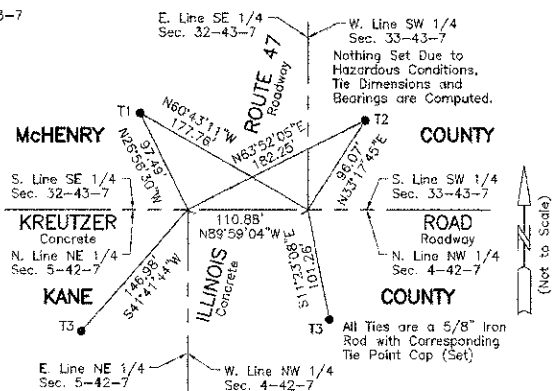 3-7
E. Line SE 1/4
Sec. 32-43-7
W. Line SW 1/4
Sec. 33-43-7
Nothing Set Due to
Hazardous Conditions.
Tie Dimensions and
Bearings are Computed.
ROUTE 47
Roadway
T1
T2
N60°43'11"W
177.76'
N63°52'05"E
182.25'
McHENRY
COUNTY
N26°56'30"W
97.49'
96.07'
N33°17'45"E
S. Line SE 1/4
Sec. 32-43-7
S. Line SW 1/4
Sec. 33-43-7
KREUTZER
Concrete
110.88'
N89°59'04"W
ROAD
Roadway
N. Line NE 1/4
Sec. 5-42-7
N. Line NW 1/4
Sec. 4-42-7
N
(Not to Scale)
KANE
146.98'
S41°41'44"W
ILLINOIS
Concrete
S11°23'08"E
101.26'
COUNTY
T3
T3
All Ties are a 5/8" Iron
Rod with Corresponding
Tie Point Cap (Set)
E. Line NE 1/4
Sec. 5-42-7
W. Line NW 1/4
Sec. 4-42-7